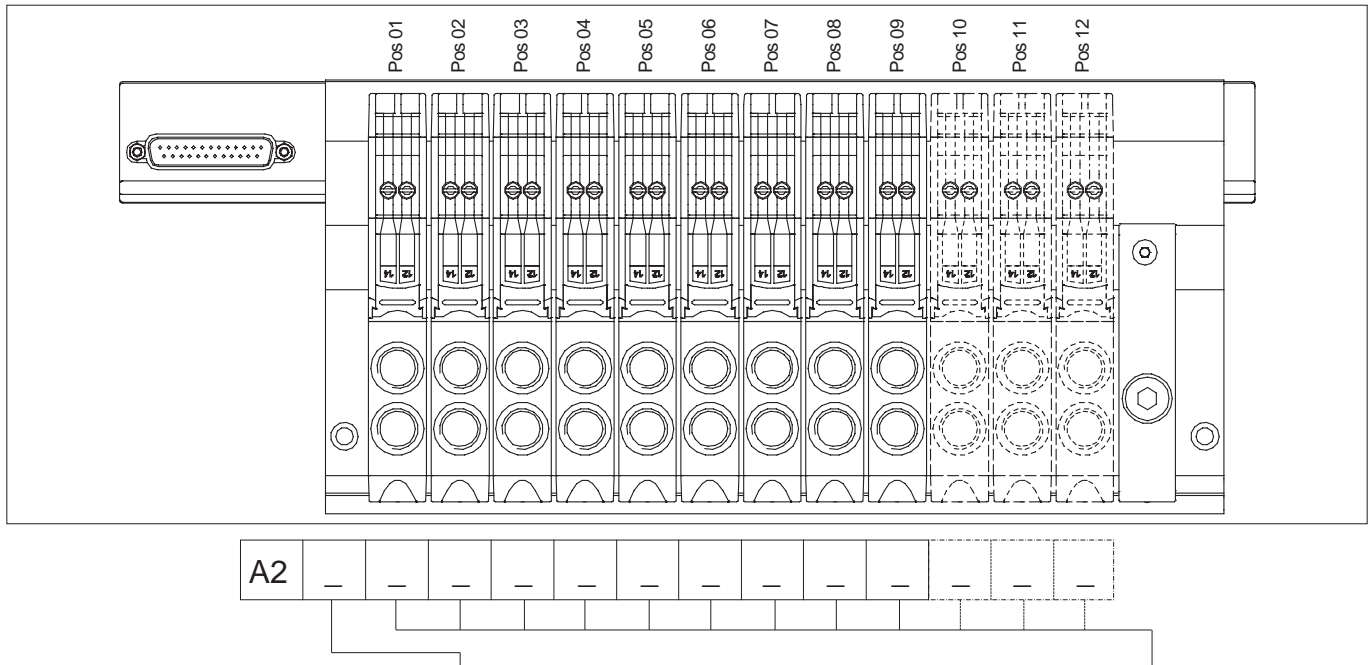 Pos 01
Pos 02
Pos 03
Pos 04
Pos 05
Pos 06
Pos 07
Pos 08
Pos 09
Pos 10
Pos 11
Pos 12
14 12
14 12
14 12
14 12
14 12
14 12
14 12
14 12
14 12
14 12
14 12
14 12
A2 _ _ _ _ _ _ _ _ _ _ _ _ _